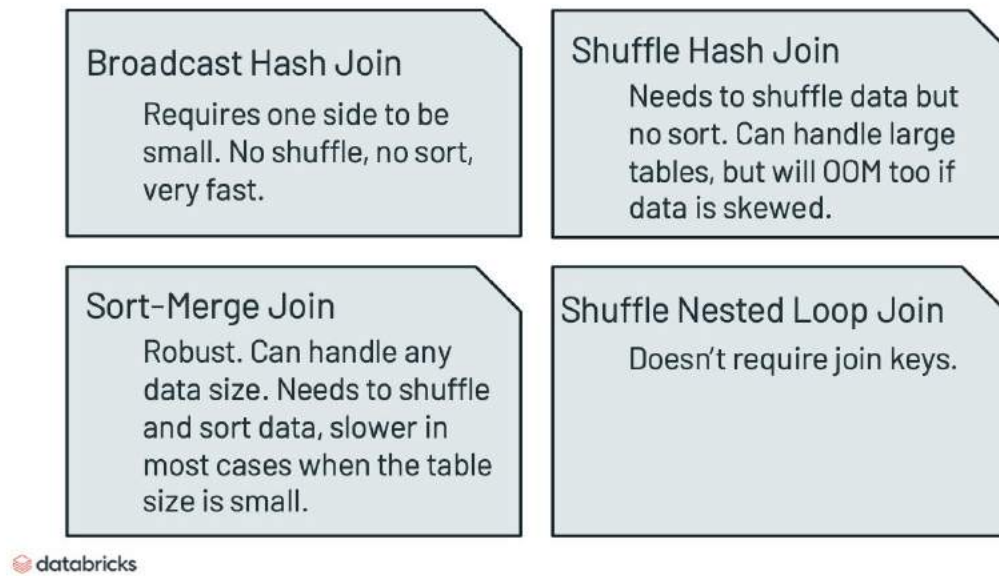 Broadcast Hash Join
Requires one side to be
small. No shuffle, no sort,
very fast.
Shuffle Hash Join
Needs to shuffle data but
no sort. Can handle large
tables, but will OOM too if
data is skewed.
Sort-Merge Join
Robust. Can handle any
data size. Needs to shuffle
and sort data, slower in
most cases when the table
size is small.
Shuffle Nested Loop Join
Doesn't require join keys.
databricks